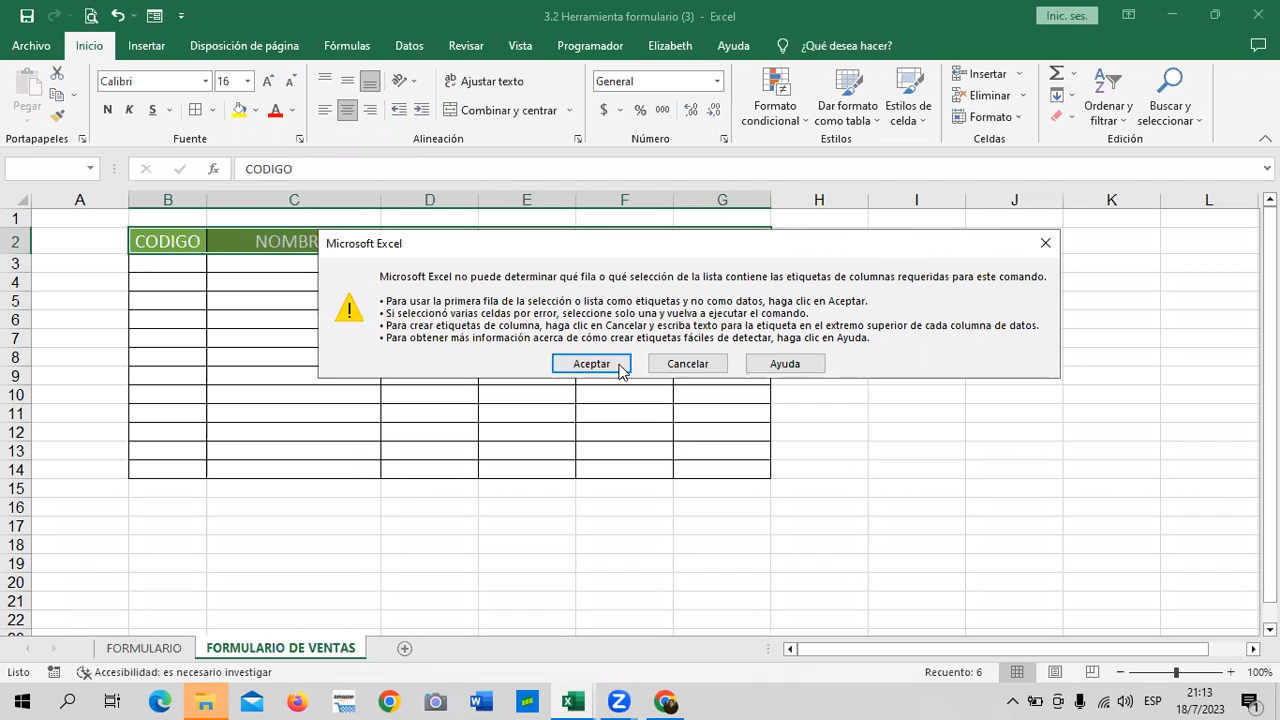 3.2 Herramienta formulario (3) - Excel
Inic. ses.
Archivo Inicio Insertar Disposición de página Fórmulas Datos Revisar Vista Programador Elizabeth Ayuda ¿Qué desea hacer?
Pegar
Calibri 16
N K S
Ajustar texto
Combinar y centrar
General
$ % 000
Formato condicional
Dar formato como tabla
Estilos de celda
Insertar
Eliminar
Formato
Ordenar y filtrar
Buscar y seleccionar
Portapapeles Fuente Alineación Número Estilos Celdas Edición
fx CODIGO
A B C D E F G H I J K L
1
2 CODIGO NOMBR
Microsoft Excel
Microsoft Excel no puede determinar qué fila o qué selección de la lista contiene las etiquetas de columnas requeridas para este comando.
• Para usar la primera fila de la selección o lista como etiquetas y no como datos, haga clic en Aceptar.
• Si seleccionó varias celdas por error, seleccione solo una y vuelva a ejecutar el comando.
• Para crear etiquetas de columna, haga clic en Cancelar y escriba texto para la etiqueta en el extremo superior de cada columna de datos.
• Para obtener más información acerca de cómo crear etiquetas fáciles de detectar, haga clic en Ayuda.
Aceptar Cancelar Ayuda
3
4
5
6
7
8
9
10
11
12
13
14
15
16
17
18
19
20
21
22
FORMULARIO FORMULARIO DE VENTAS
Listo Accesibilidad: es necesario investigar Recuento: 6 100%
ESP
21:13
18/7/2023